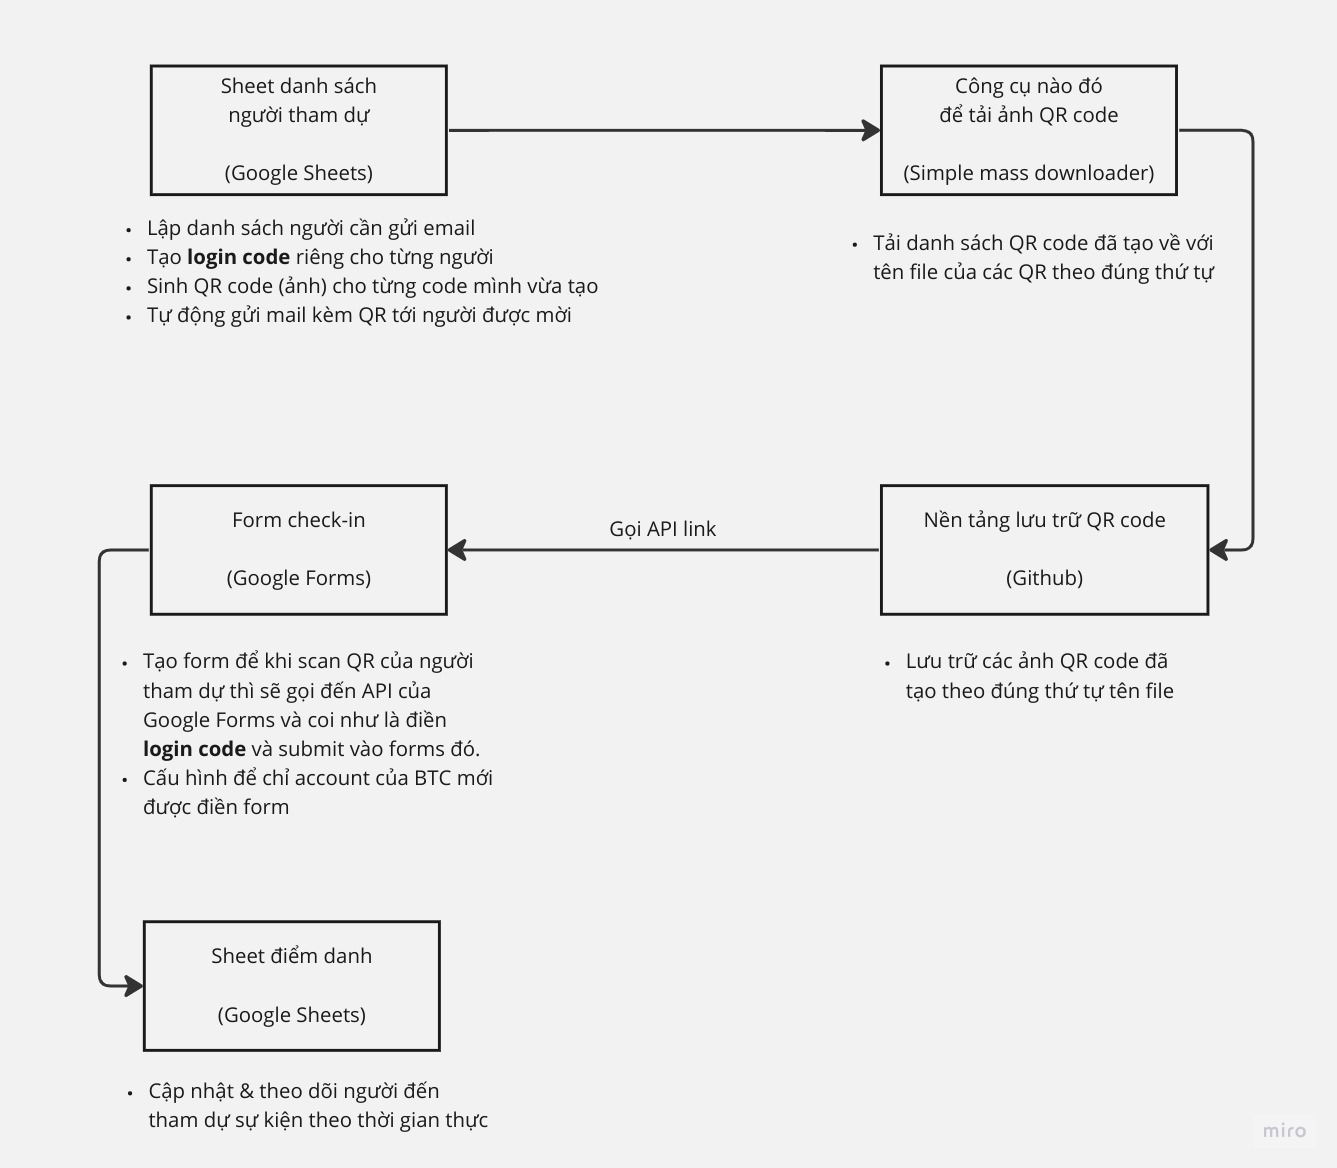 Sheet danh sách
người tham dự
(Google Sheets)
Công cụ nào đó
để tải ảnh QR code
(Simple mass downloader)
• Lập danh sách người cần gửi email
• Tạo login code riêng cho từng người
• Sinh QR code (ảnh) cho từng code mình vừa tạo
• Tự động gửi mail kèm QR tới người được mời
• Tải danh sách QR code đã tạo về với
tên file của các QR theo đúng thứ tự
Form check-in
(Google Forms)
Gọi API link
Nền tảng lưu trữ QR code
(Github)
• Tạo form để khi scan QR của người
tham dự thì sẽ gọi đến API của
Google Forms và coi như là điền
login code và submit vào forms đó.
• Cấu hình để chỉ account của BTC mới
được điền form
• Lưu trữ các ảnh QR code đã
tạo theo đúng thứ tự tên file
Sheet điểm danh
(Google Sheets)
• Cập nhật & theo dõi người đến
tham dự sự kiện theo thời gian thực
miro